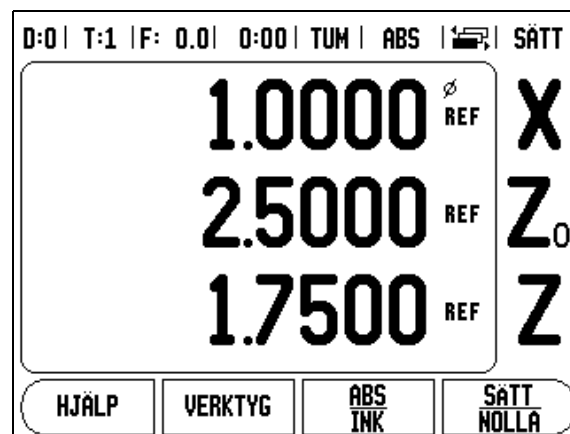 D:0 | T:1 | F: 0.0 | 0:00 | TUM | ABS | | SÄTT
1.0000 Ø REF X
2.5000 REF Z0
1.7500 REF Z
HJÄLP VERKTYG ABS INK SÄTT NOLLA